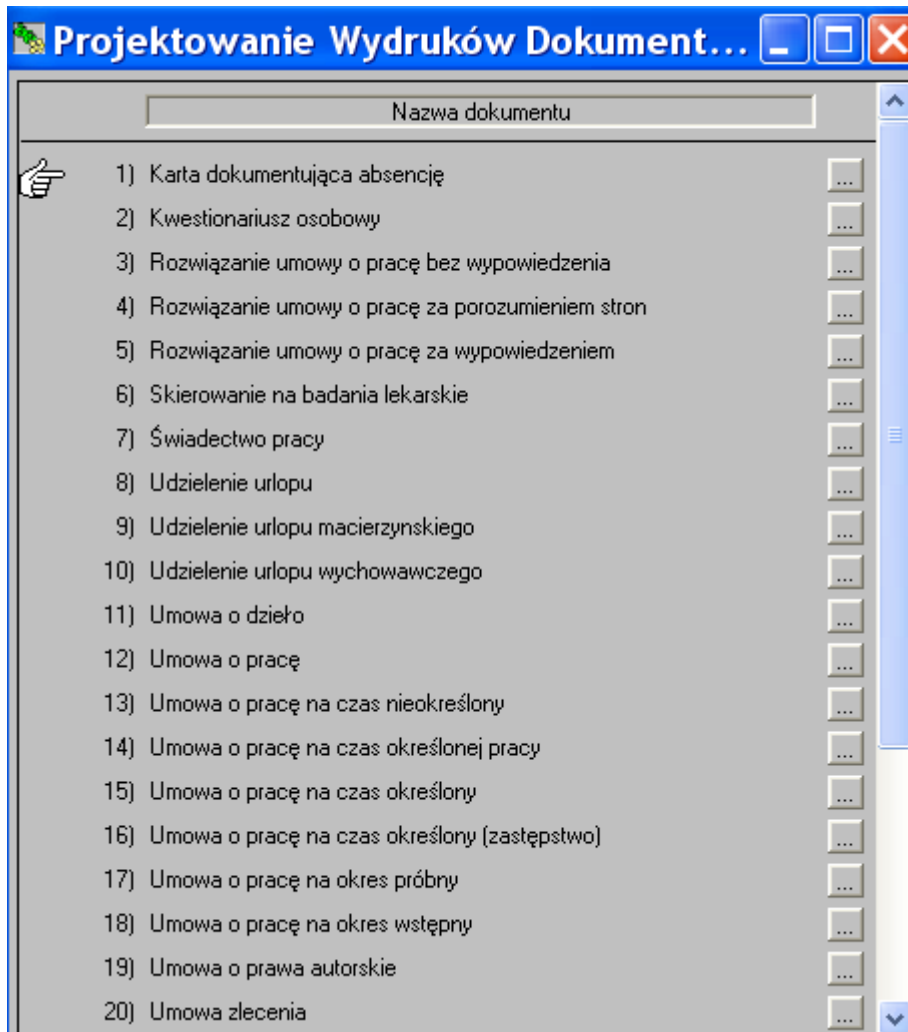 Projektowanie Wydruków Dokument...
Nazwa dokumentu
1) Karta dokumentująca absencję ...
2) Kwestionariusz osobowy ...
3) Rozwiązanie umowy o pracę bez wypowiedzenia ...
4) Rozwiązanie umowy o pracę za porozumieniem stron ...
5) Rozwiązanie umowy o pracę za wypowiedzeniem ...
6) Skierowanie na badania lekarskie ...
7) Świadectwo pracy ...
8) Udzielenie urlopu ...
9) Udzielenie urlopu macierzynskiego ...
10) Udzielenie urlopu wychowawczego ...
11) Umowa o dzieło ...
12) Umowa o pracę ...
13) Umowa o pracę na czas nieokreślony ...
14) Umowa o pracę na czas określonej pracy ...
15) Umowa o pracę na czas określony ...
16) Umowa o pracę na czas określony (zastępstwo) ...
17) Umowa o pracę na okres próbny ...
18) Umowa o pracę na okres wstępny ...
19) Umowa o prawa autorskie ...
20) Umowa zlecenia ...